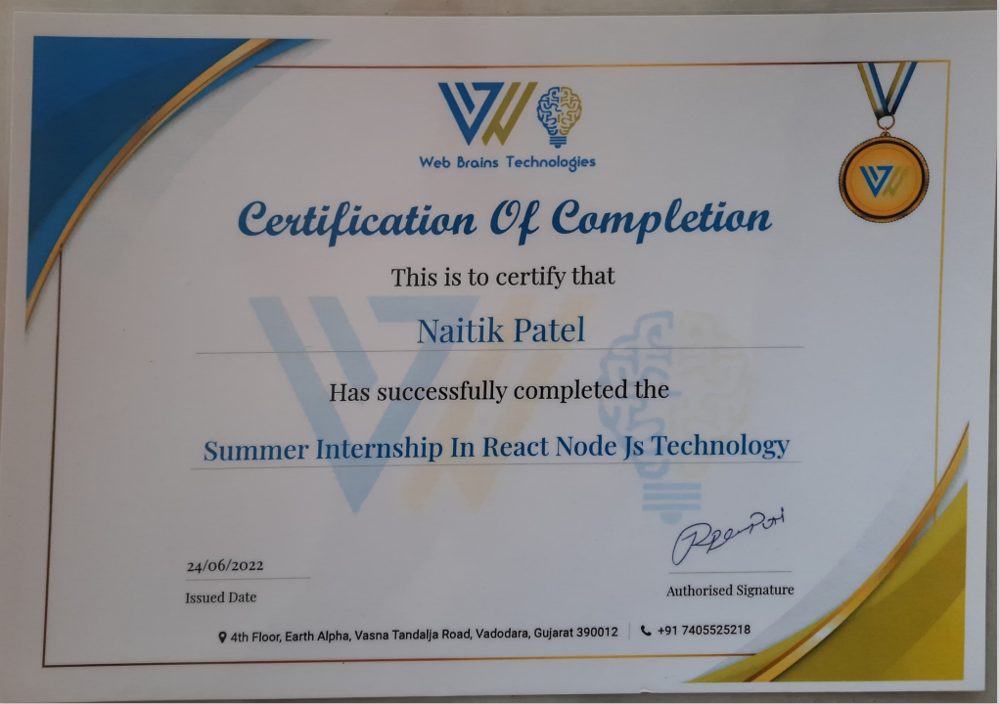 Web Brains Technologies
Certification Of Completion
This is to certify that
Naitik Patel
Has successfully completed the
Summer Internship In React Node Js Technology
24/06/2022
Issued Date
Authorised Signature
4th Floor, Earth Alpha, Vasna Tandalja Road, Vadodara, Gujarat 390012 | +91 7405525218